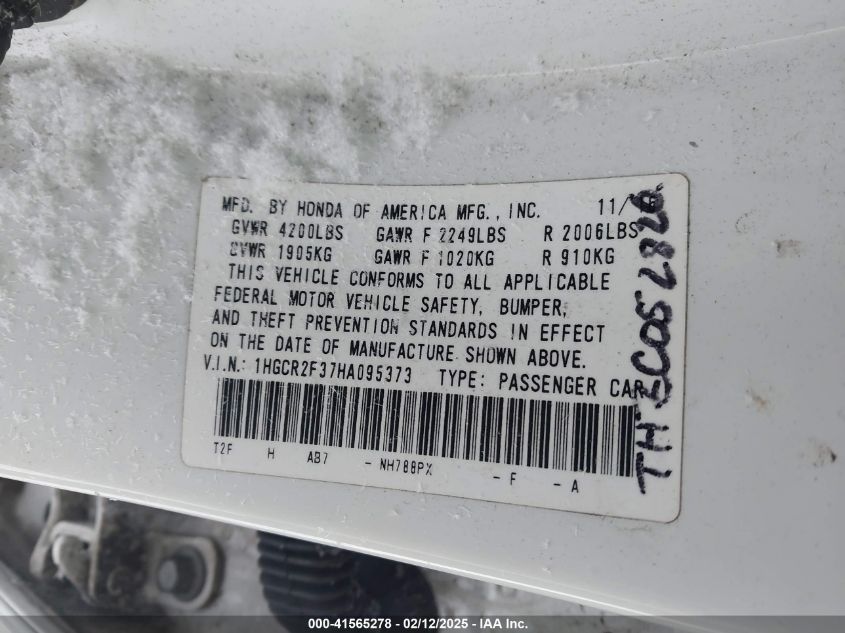 MFD. BY HONDA OF AMERICA MFG., INC. 11/
GVWR 4200LBS GAWR F 2249LBS R 2006LBS
GVWR 1905KG GAWR F 1020KG R 910KG
THIS VEHICLE CONFORMS TO ALL APPLICABLE
FEDERAL MOTOR VEHICLE SAFETY, BUMPER,
AND THEFT PREVENTION STANDARDS IN EFFECT
ON THE DATE OF MANUFACTURE SHOWN ABOVE.
V.I.N.: 1HGCR2F37HA095373 TYPE: PASSENGER CAR
T2F H AB7 - NH788PX - F - A
000-41565278 - 02/12/2025 - IAA Inc.